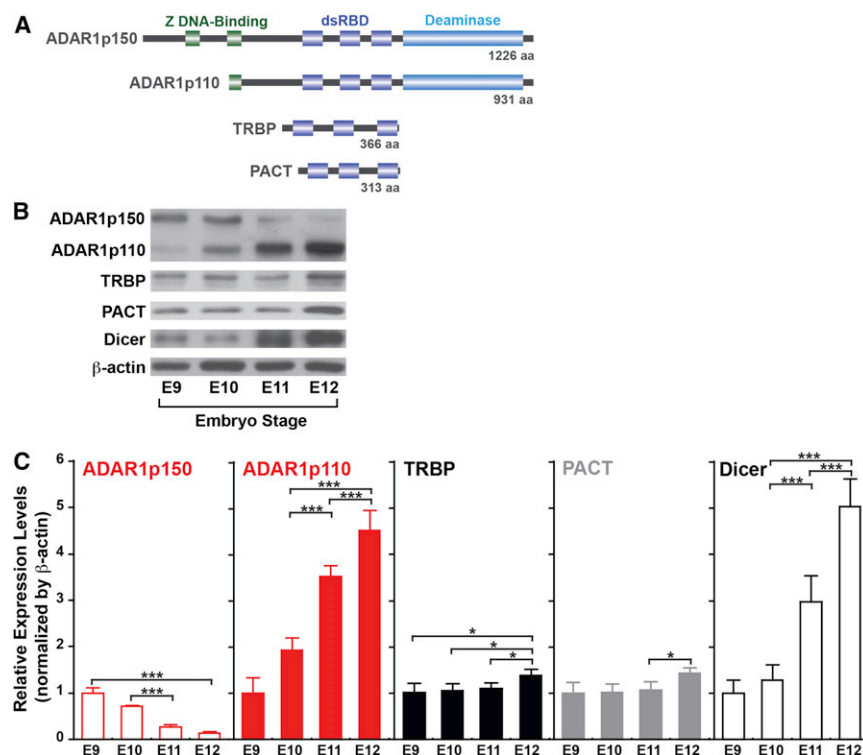 A
Z DNA-Binding dsRBD Deaminase
ADAR1p150
1226 aa
ADAR1p110
931 aa
TRBP
366 aa
PACT
313 aa
B
ADAR1p150
ADAR1p110
TRBP
PACT
Dicer
β-actin
E9 E10 E11 E12
Embryo Stage
C
Relative Expression Levels
(normalized by β-actin)
6
5
4
3
2
1
0
ADAR1p150 ADAR1p110 TRBP PACT Dicer
*** ***
*** *** ***
* * *
*
*** *** ***
E9 E10 E11 E12 E9 E10 E11 E12 E9 E10 E11 E12 E9 E10 E11 E12 E9 E10 E11 E12